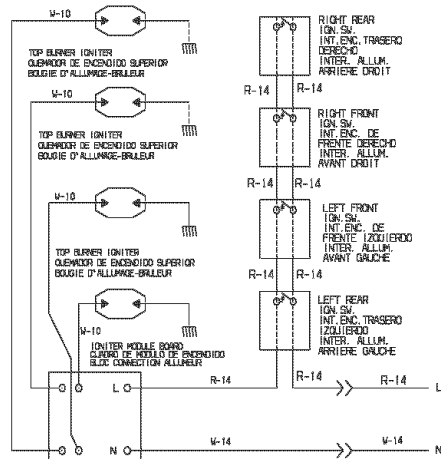 W-10
TOP BURNER IGNITER
QUEMADOR DE ENCENDIDO SUPERIOR
BOUGIE D'ALLUMAGE-BRULEUR
W-10
TOP BURNER IGNITER
QUEMADOR DE ENCENDIDO SUPERIOR
BOUGIE D'ALLUMAGE-BRULEUR
W-10
TOP BURNER IGNITER
QUEMADOR DE ENCENDIDO SUPERIOR
BOUGIE D'ALLUMAGE-BRULEUR
W-10
IGNITER MODULE BOARD
CUADRO DE MODULO DE ENCENDIDO
BLOC CONNECTION ALLUMEUR
L
N
RIGHT REAR
IGN.SW.
INT.ENC.TRASERO
DERECHO
INTER. ALLUM.
ARRIERE DROIT
R-14
R-14
RIGHT FRONT
IGN.SW.
INT.ENC. DE
FRENTE DERECHO
INTER. ALLUM.
AVANT DROIT
R-14
R-14
LEFT FRONT
IGN.SW.
INT.ENC. DE
FRENTE IZQUIERDO
INTER. ALLUM.
AVANT GAUCHE
R-14
R-14
LEFT REAR
IGN.SW.
INT.ENC.TRASERO
IZQUIERDO
INTER. ALLUM.
ARRIERE GAUCHE
R-14
R-14
R-14
L
W-14
W-14
N